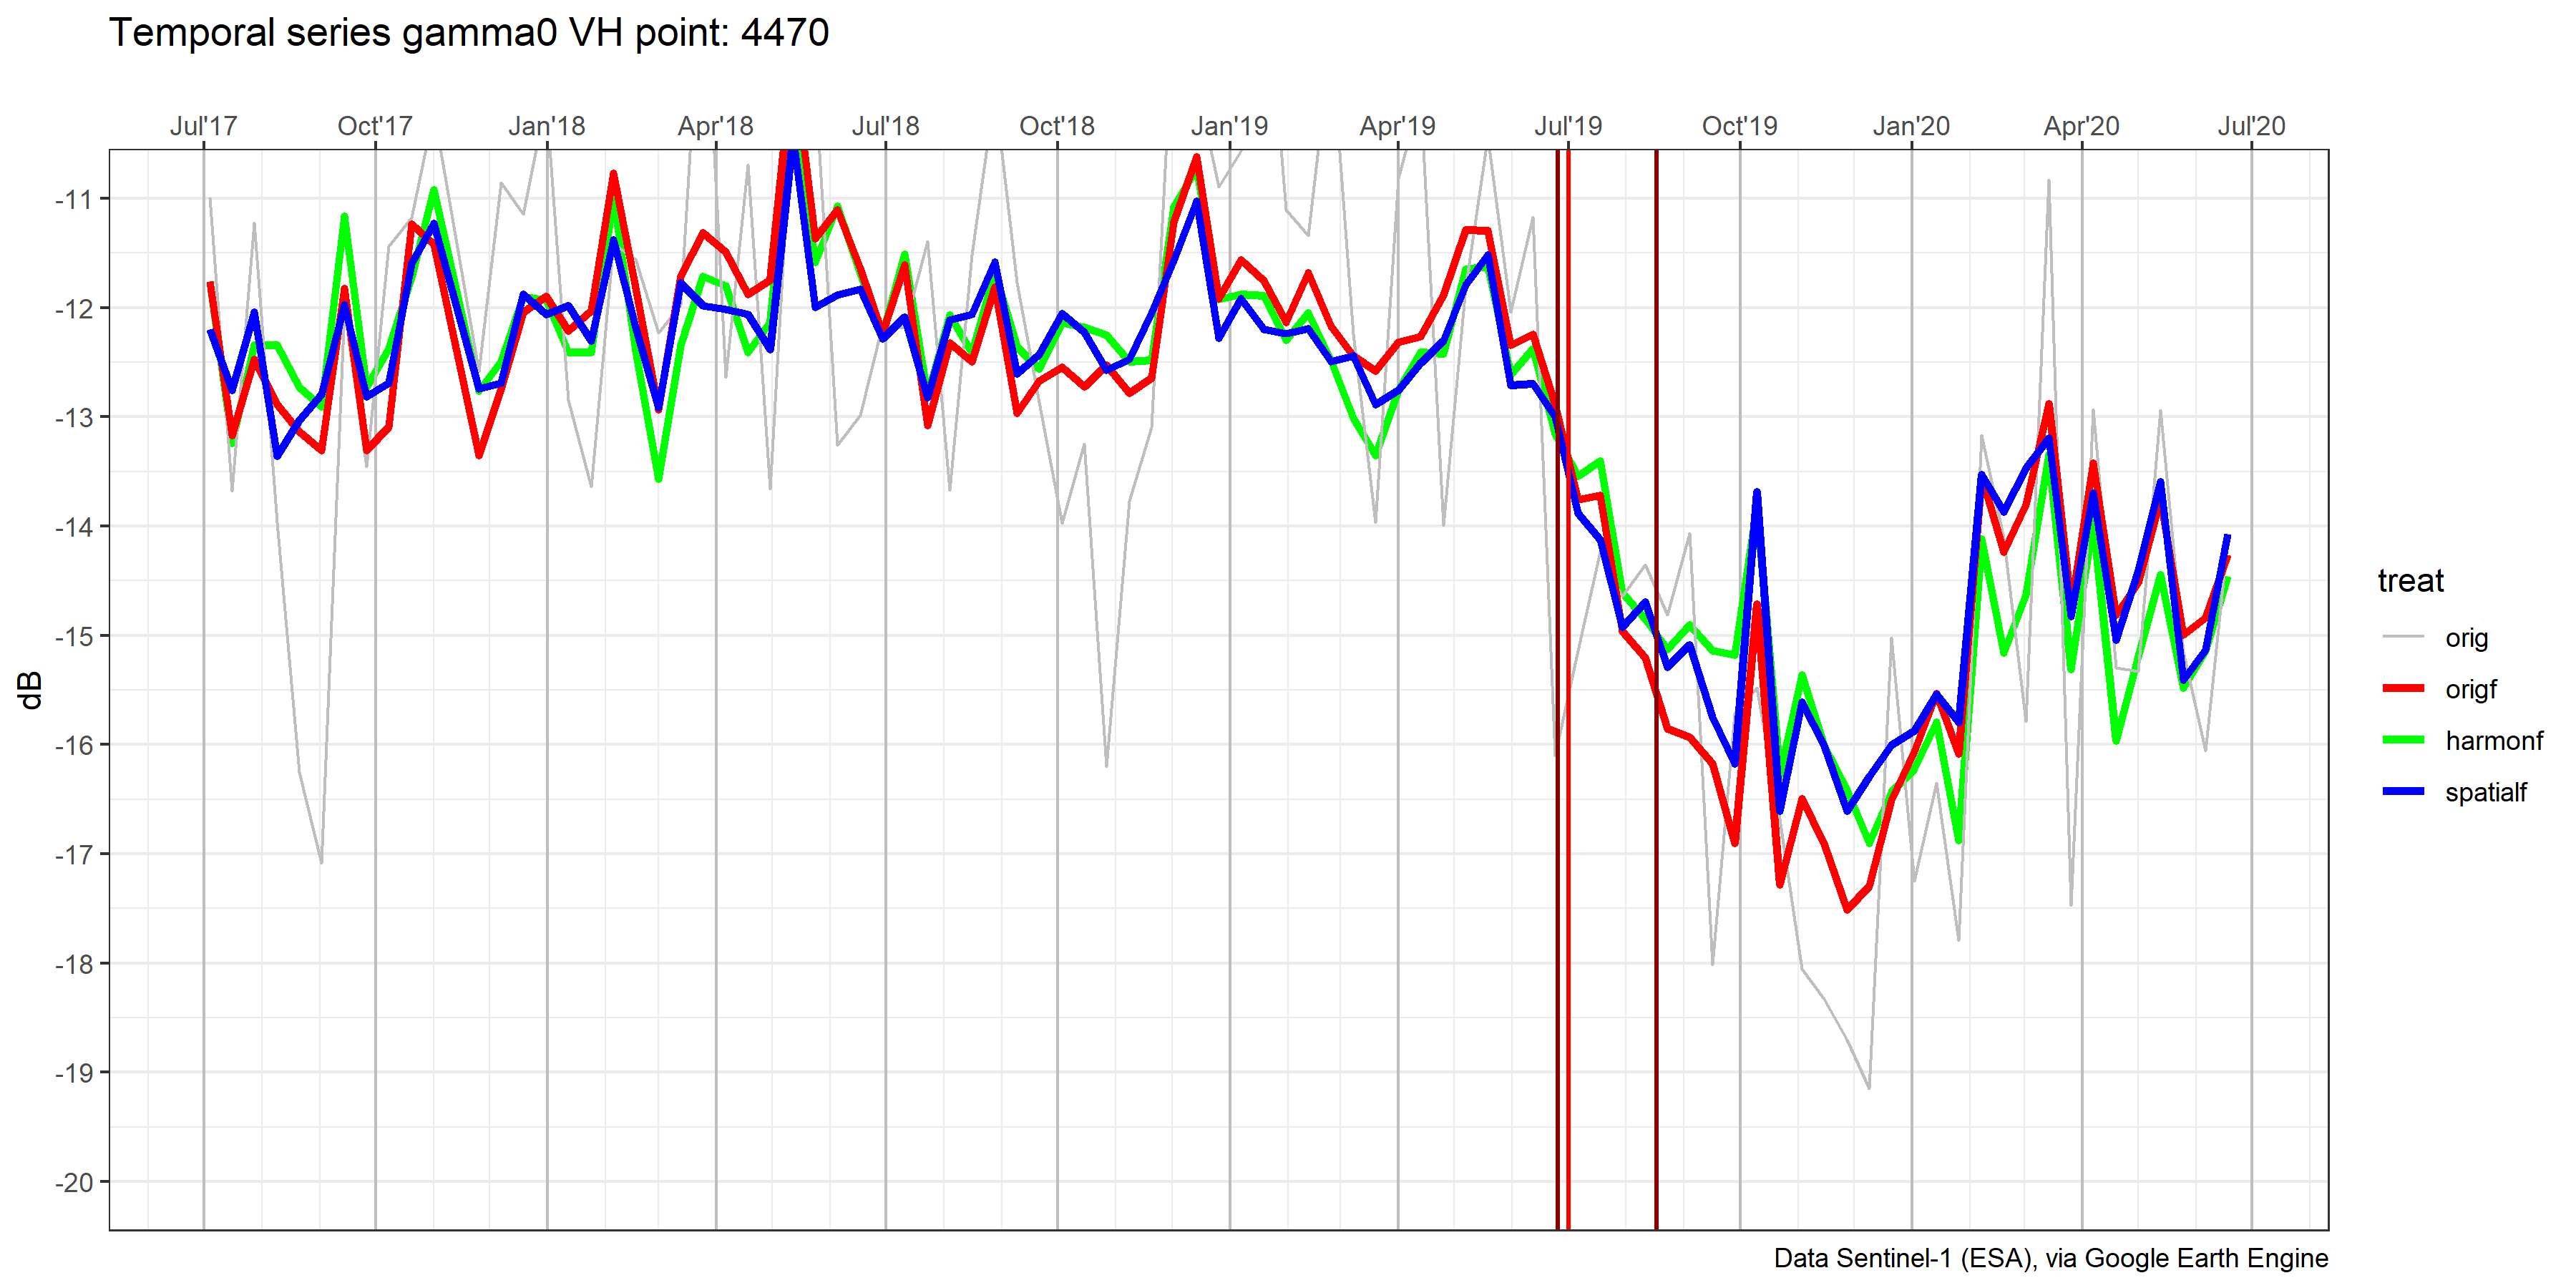 Temporal series gamma0 VH point: 4470
Jul'17 Oct'17 Jan'18 Apr'18 Jul'18 Oct'18 Jan'19 Apr'19 Jul'19 Oct'19 Jan'20 Apr'20 Jul'20
-11
-12
-13
-14
-15
-16
-17
-18
-19
-20
dB
treat
orig
origf
harmonf
spatialf
Data Sentinel-1 (ESA), via Google Earth Engine